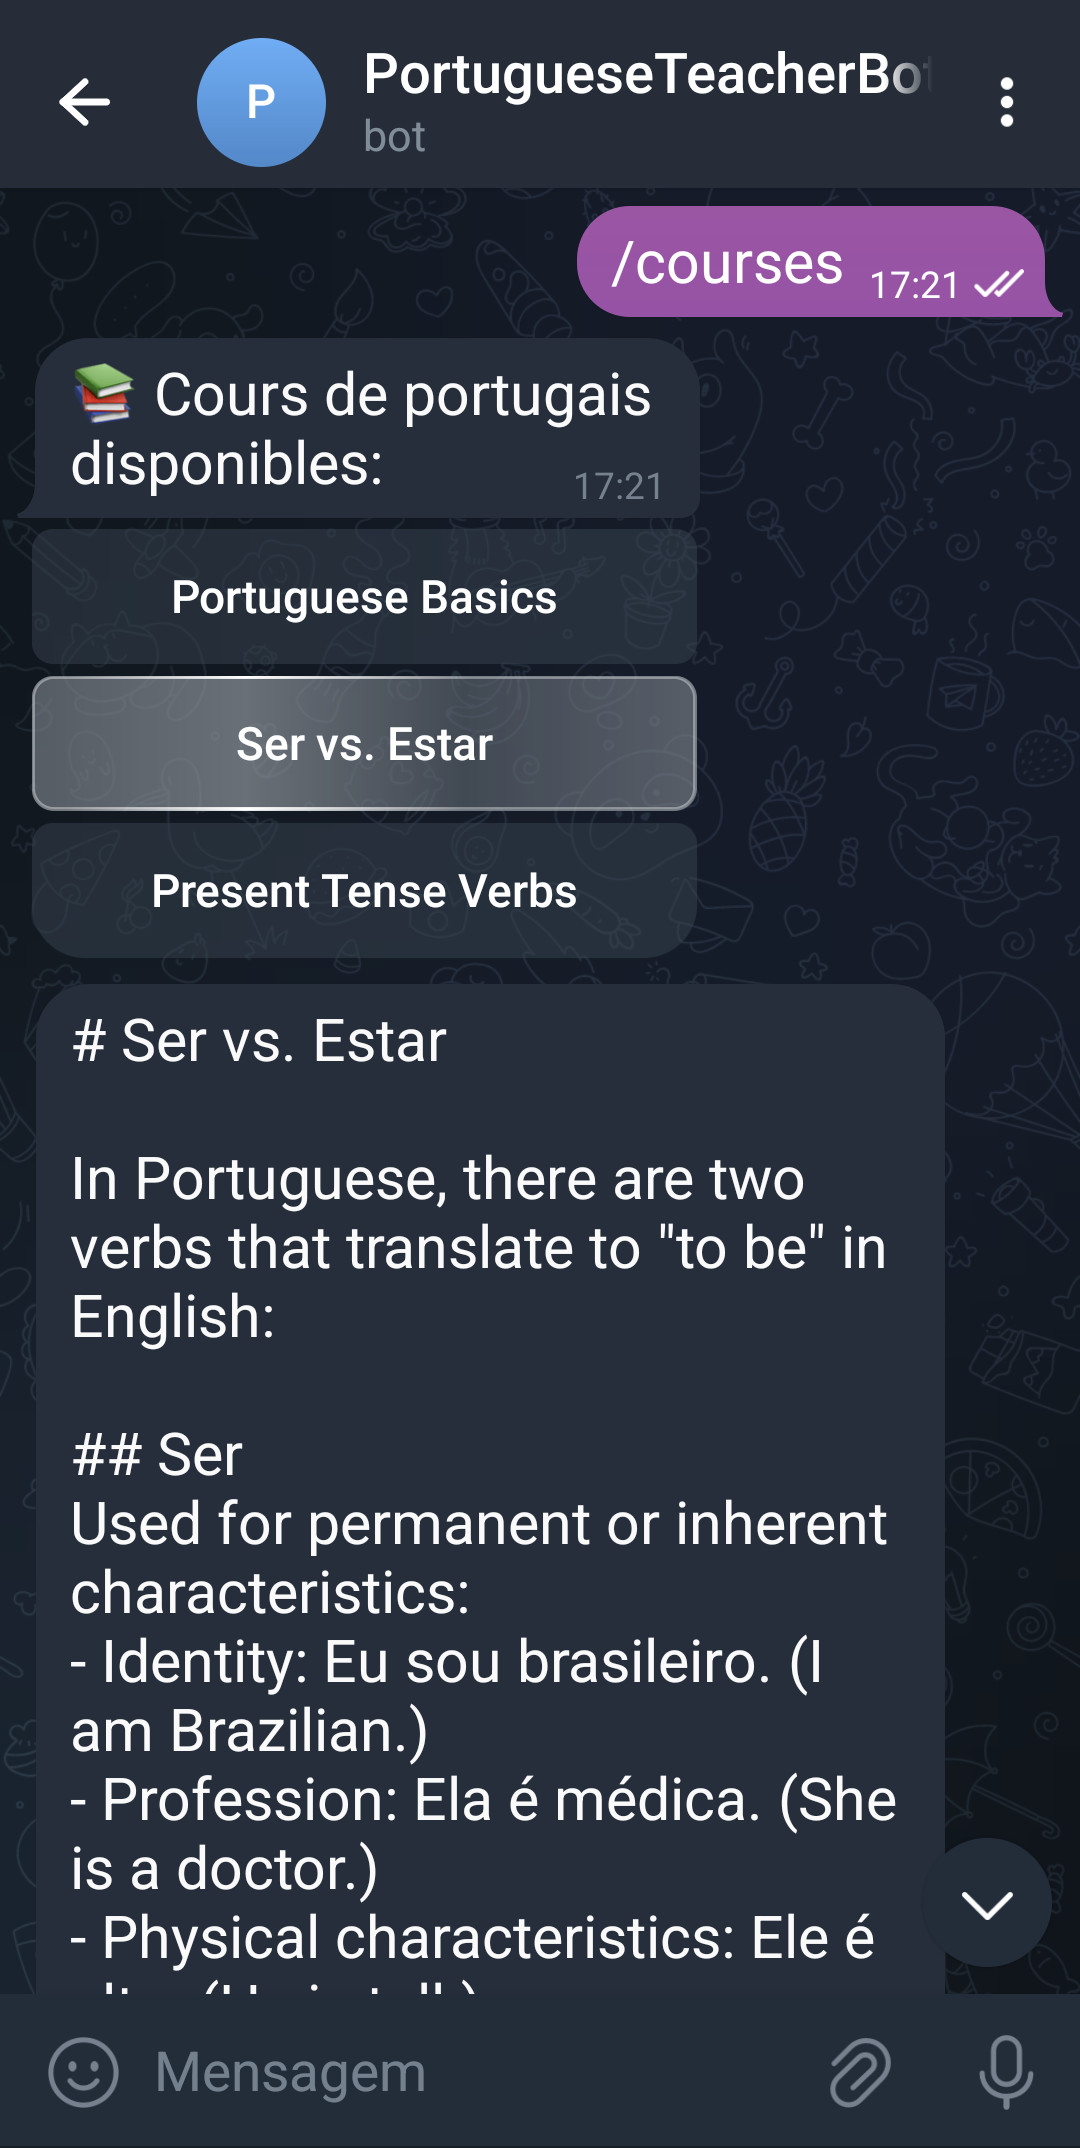 PortugueseTeacherBot
P
bot
/courses 17:21
📚 Cours de portugais
disponibles:
17:21
Portuguese Basics
Ser vs. Estar
Present Tense Verbs
# Ser vs. Estar
In Portuguese, there are two
verbs that translate to "to be" in
English:
## Ser
Used for permanent or inherent
characteristics:
- Identity: Eu sou brasileiro. (I
am Brazilian.)
- Profession: Ela é médica. (She
is a doctor.)
- Physical characteristics: Ele é
Mensagem